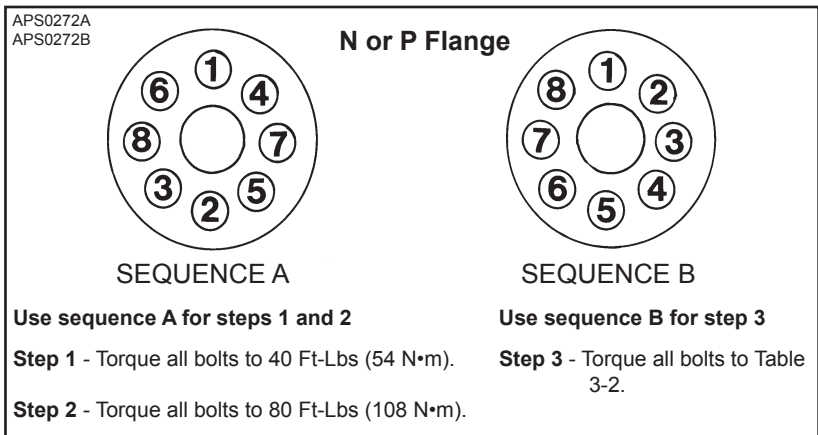 APS0272A
APS0272B
N or P Flange
1
6
4
8
7
3
5
2
SEQUENCE A
1
8
2
7
3
6
4
5
SEQUENCE B
Use sequence A for steps 1 and 2
Step 1 - Torque all bolts to 40 Ft-Lbs (54 N•m).
Step 2 - Torque all bolts to 80 Ft-Lbs (108 N•m).
Use sequence B for step 3
Step 3 - Torque all bolts to Table
3-2.